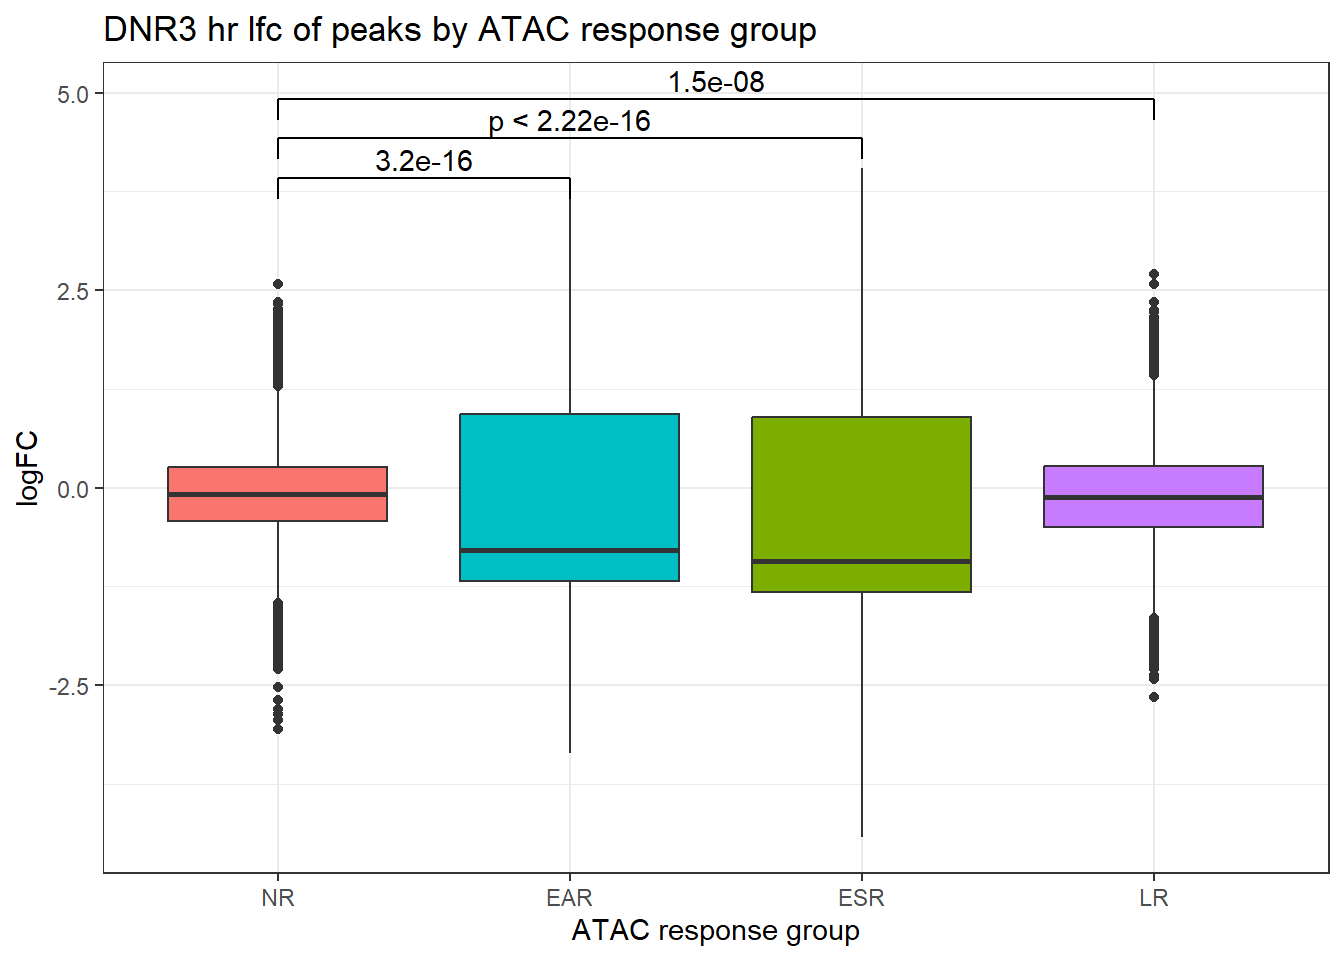 DNR3 hr lfc of peaks by ATAC response group
1.5e-08
p < 2.22e-16
3.2e-16
5.0
2.5
0.0
-2.5
logFC
NR EAR ESR LR
ATAC response group